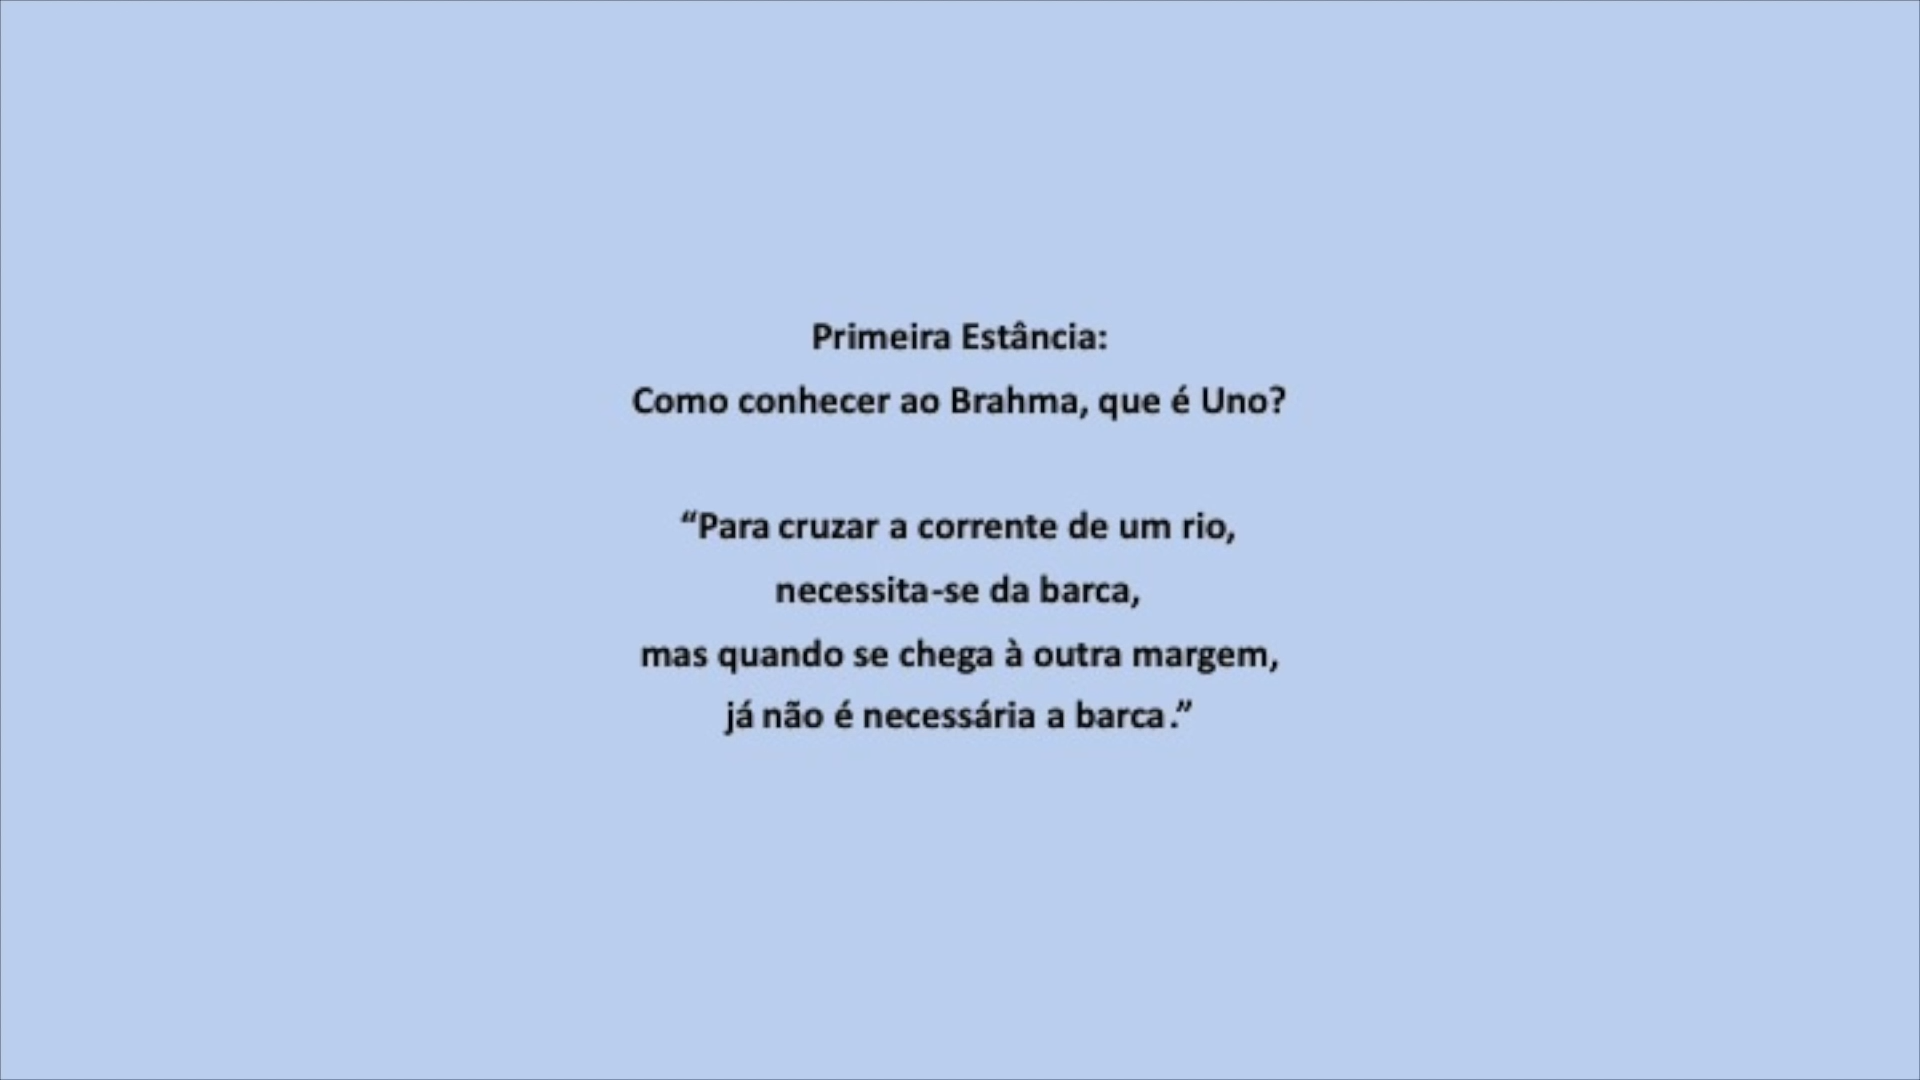 Primeira Estância:
Como conhecer ao Brahma, que é Uno?
“Para cruzar a corrente de um rio,
necessita-se da barca,
mas quando se chega à outra margem,
já não é necessária a barca.”